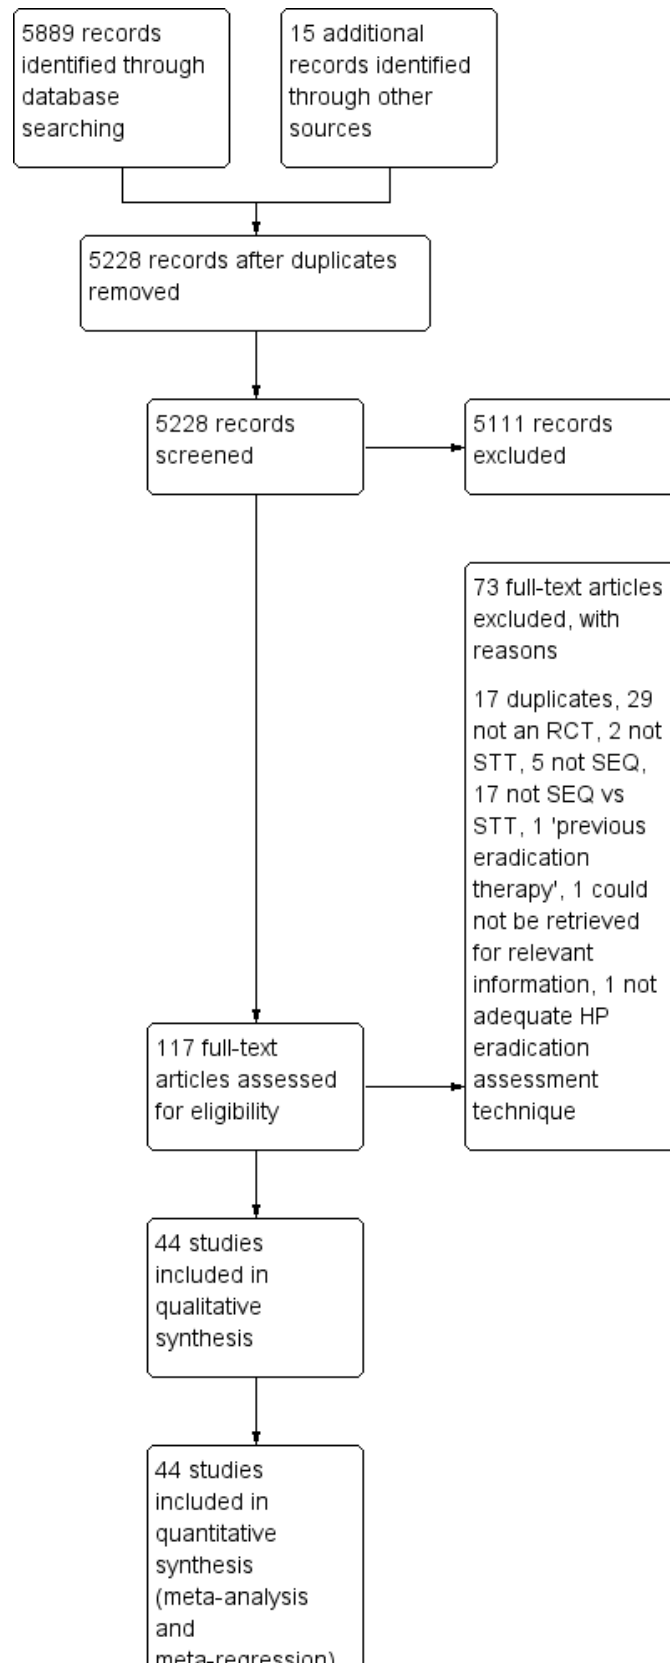 5889 records
identified through
database
searching
15 additional
records identified
through other
sources
5228 records after duplicates
removed
5228 records
screened
5111 records
excluded
73 full-text articles
excluded, with
reasons
17 duplicates, 29
not an RCT, 2 not
STT, 5 not SEQ,
17 not SEQ vs
STT, 1 'previous
eradication
therapy', 1 could
not be retrieved
for relevant
information, 1 not
adequate HP
eradication
assessment
technique
117 full-text
articles assessed
for eligibility
44 studies
included in
qualitative
synthesis
44 studies
included in
quantitative
synthesis
(meta-analysis
and
meta-regression)